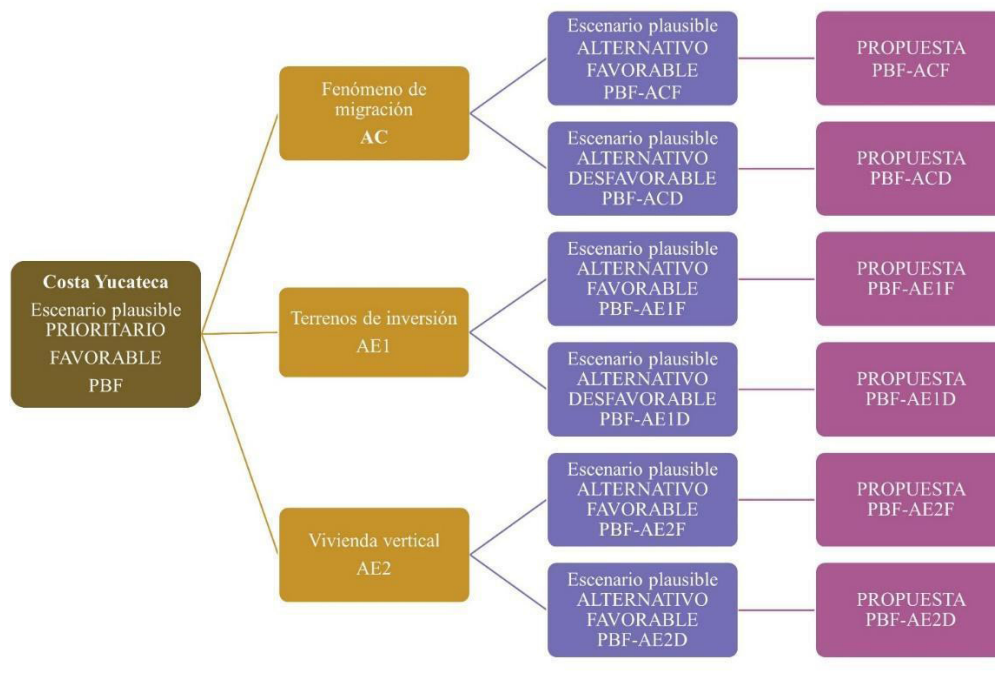 Costa Yucateca
Escenario plausible
PRIORITARIO
FAVORABLE
PBF
Fenómeno de
migración
AC
Escenario plausible
ALTERNATIVO
FAVORABLE
PBF-ACF
PROPUESTA
PBF-ACF
Escenario plausible
ALTERNATIVO
DESFAVORABLE
PBF-ACD
PROPUESTA
PBF-ACD
Terrenos de inversión
AE1
Escenario plausible
ALTERNATIVO
FAVORABLE
PBF-AE1F
PROPUESTA
PBF-AE1F
Escenario plausible
ALTERNATIVO
DESFAVORABLE
PBF-AE1D
PROPUESTA
PBF-AE1D
Vivienda vertical
AE2
Escenario plausible
ALTERNATIVO
FAVORABLE
PBF-AE2F
PROPUESTA
PBF-AE2F
Escenario plausible
ALTERNATIVO
FAVORABLE
PBF-AE2D
PROPUESTA
PBF-AE2D